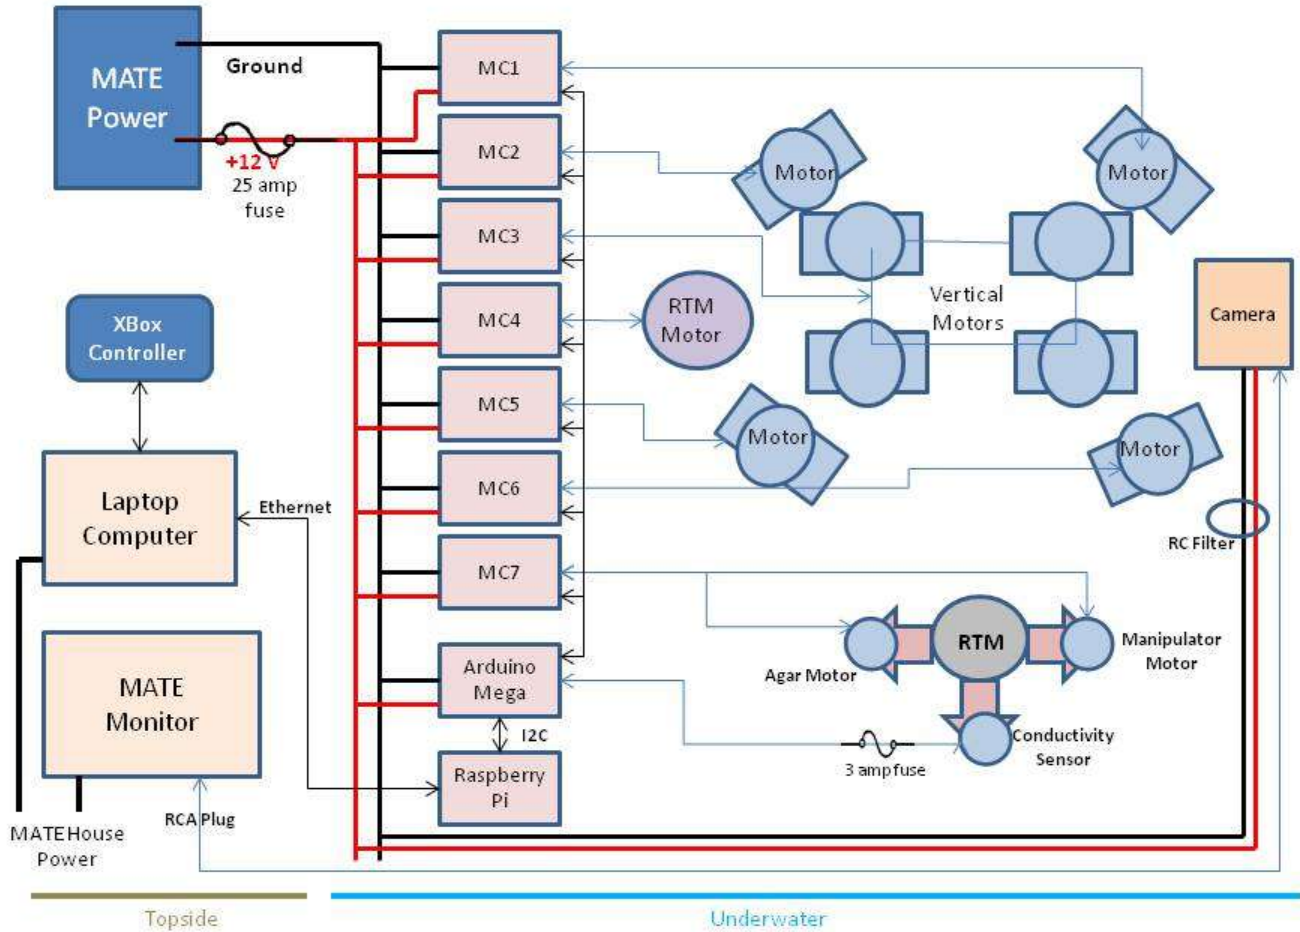 MATE
Power
Ground
+12 V
25 amp
fuse
MC1
MC2
MC3
MC4
MC5
MC6
MC7
Arduino
Mega
I2C
Raspberry
Pi
XBox
Controller
Laptop
Computer
Ethernet
MATE
Monitor
MATE House
Power
RCA Plug
Motor
Motor
RTM
Motor
Vertical
Motors
Motor
Motor
Camera
RC Filter
RTM
Agar Motor
Manipulator
Motor
Conductivity
Sensor
3 amp fuse
Topside
Underwater